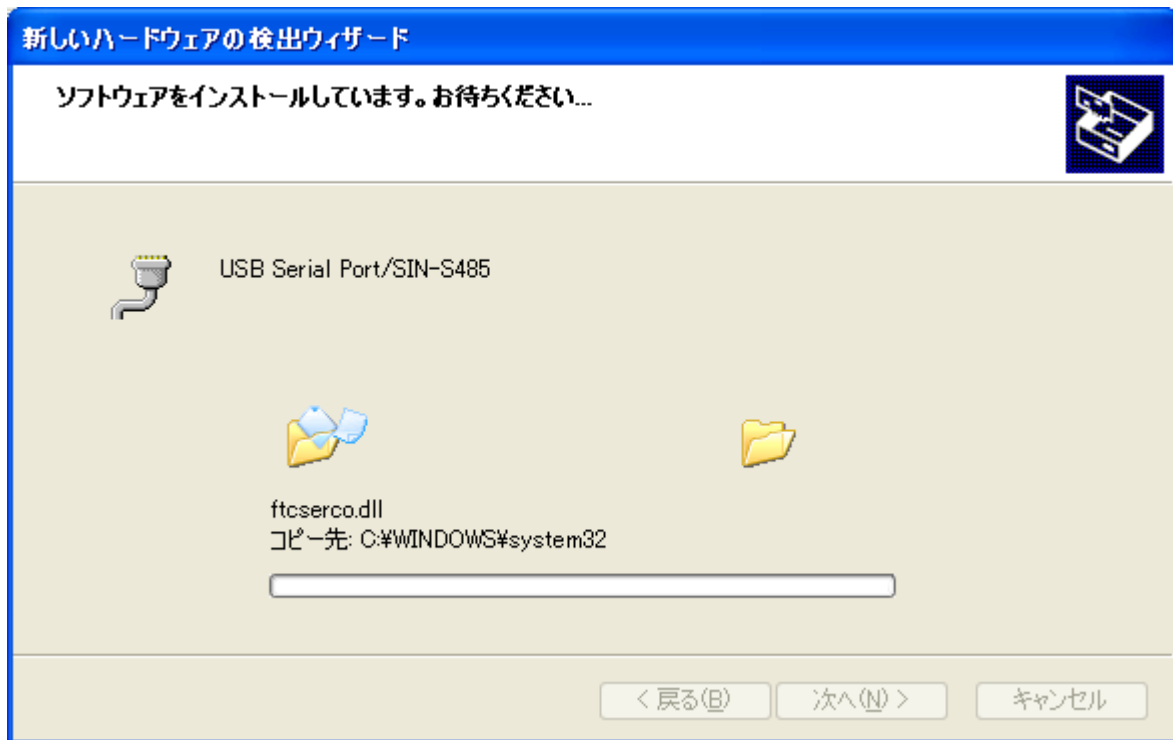 新しいハードウェアの検出ウィザード
ソフトウェアをインストールしています。お待ちください...
USB Serial Port/SIN-S485
ftcserco.dll
コピー先: C:¥WINDOWS¥system32
< 戻る(B) 次へ(N) > キャンセル